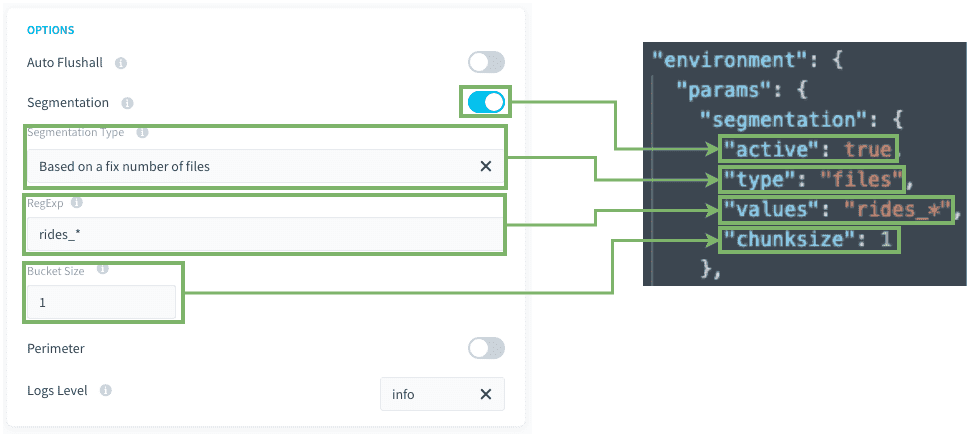 OPTIONS
Auto Flushall
Segmentation
Segmentation Type
Based on a fix number of files
RegExp
rides_*
Bucket Size
1
Perimeter
Logs Level
info
"environment": {
"params": {
"segmentation": {
"active": true,
"type": "files",
"values": "rides_*",
"chunksize": 1
},